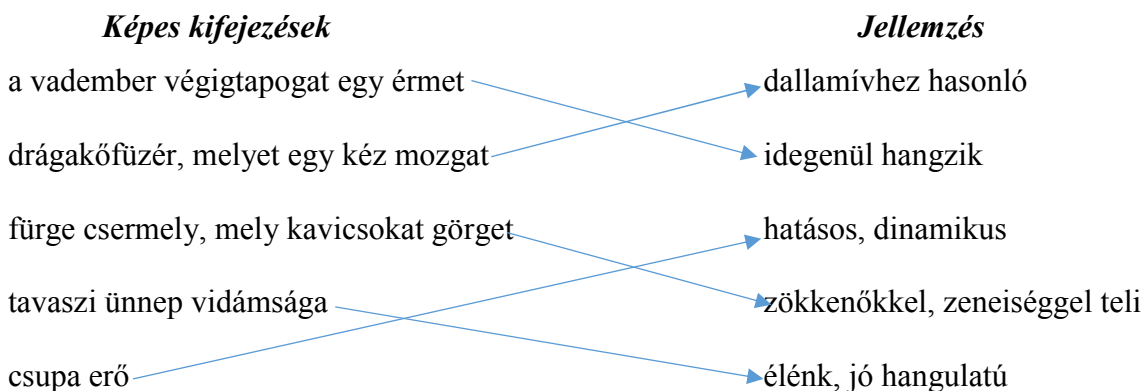 Képes kifejezések Jellemzés
a vadember végigtapogat egy érmet dallamívhez hasonló
drágakőfüzér, melyet egy kéz mozgat idegenül hangzik
fürge csermely, mely kavicsokat görget hatásos, dinamikus
tavaszi ünnep vidámsága zökkenőkkel, zeneiséggel teli
csupa erő élénk, jó hangulatú